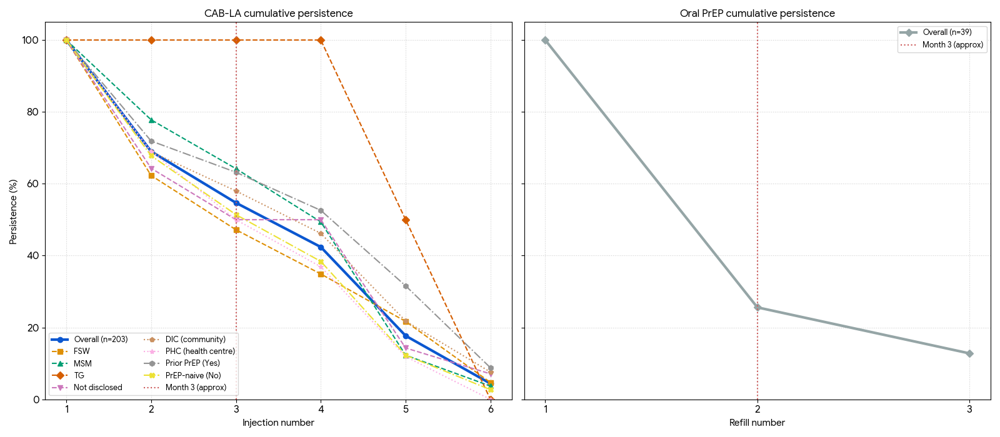 CAB-LA cumulative persistence
Persistence (%)
100
80
60
40
20
0
Overall (n=203)
FSW
MSM
TG
Not disclosed
DIC (community)
PHC (health centre)
Prior PrEP (Yes)
PrEP-naive (No)
Month 3 (approx)
1 2 3 4 5 6
Injection number
Oral PrEP cumulative persistence
Overall (n=39)
Month 3 (approx)
1 2 3
Refill number